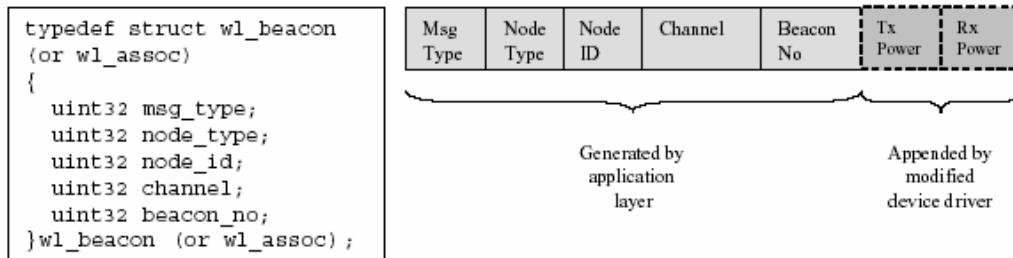 typedef struct wl_beacon
(or wl_assoc)
{
uint32 msg_type;
uint32 node_type;
uint32 node_id;
uint32 channel;
uint32 beacon_no;
}wl_beacon (or wl_assoc);
Msg
Type
Node
Type
Node
ID
Channel
Beacon
No
Tx
Power
Rx
Power
Generated by
application
layer
Appended by
modified
device driver